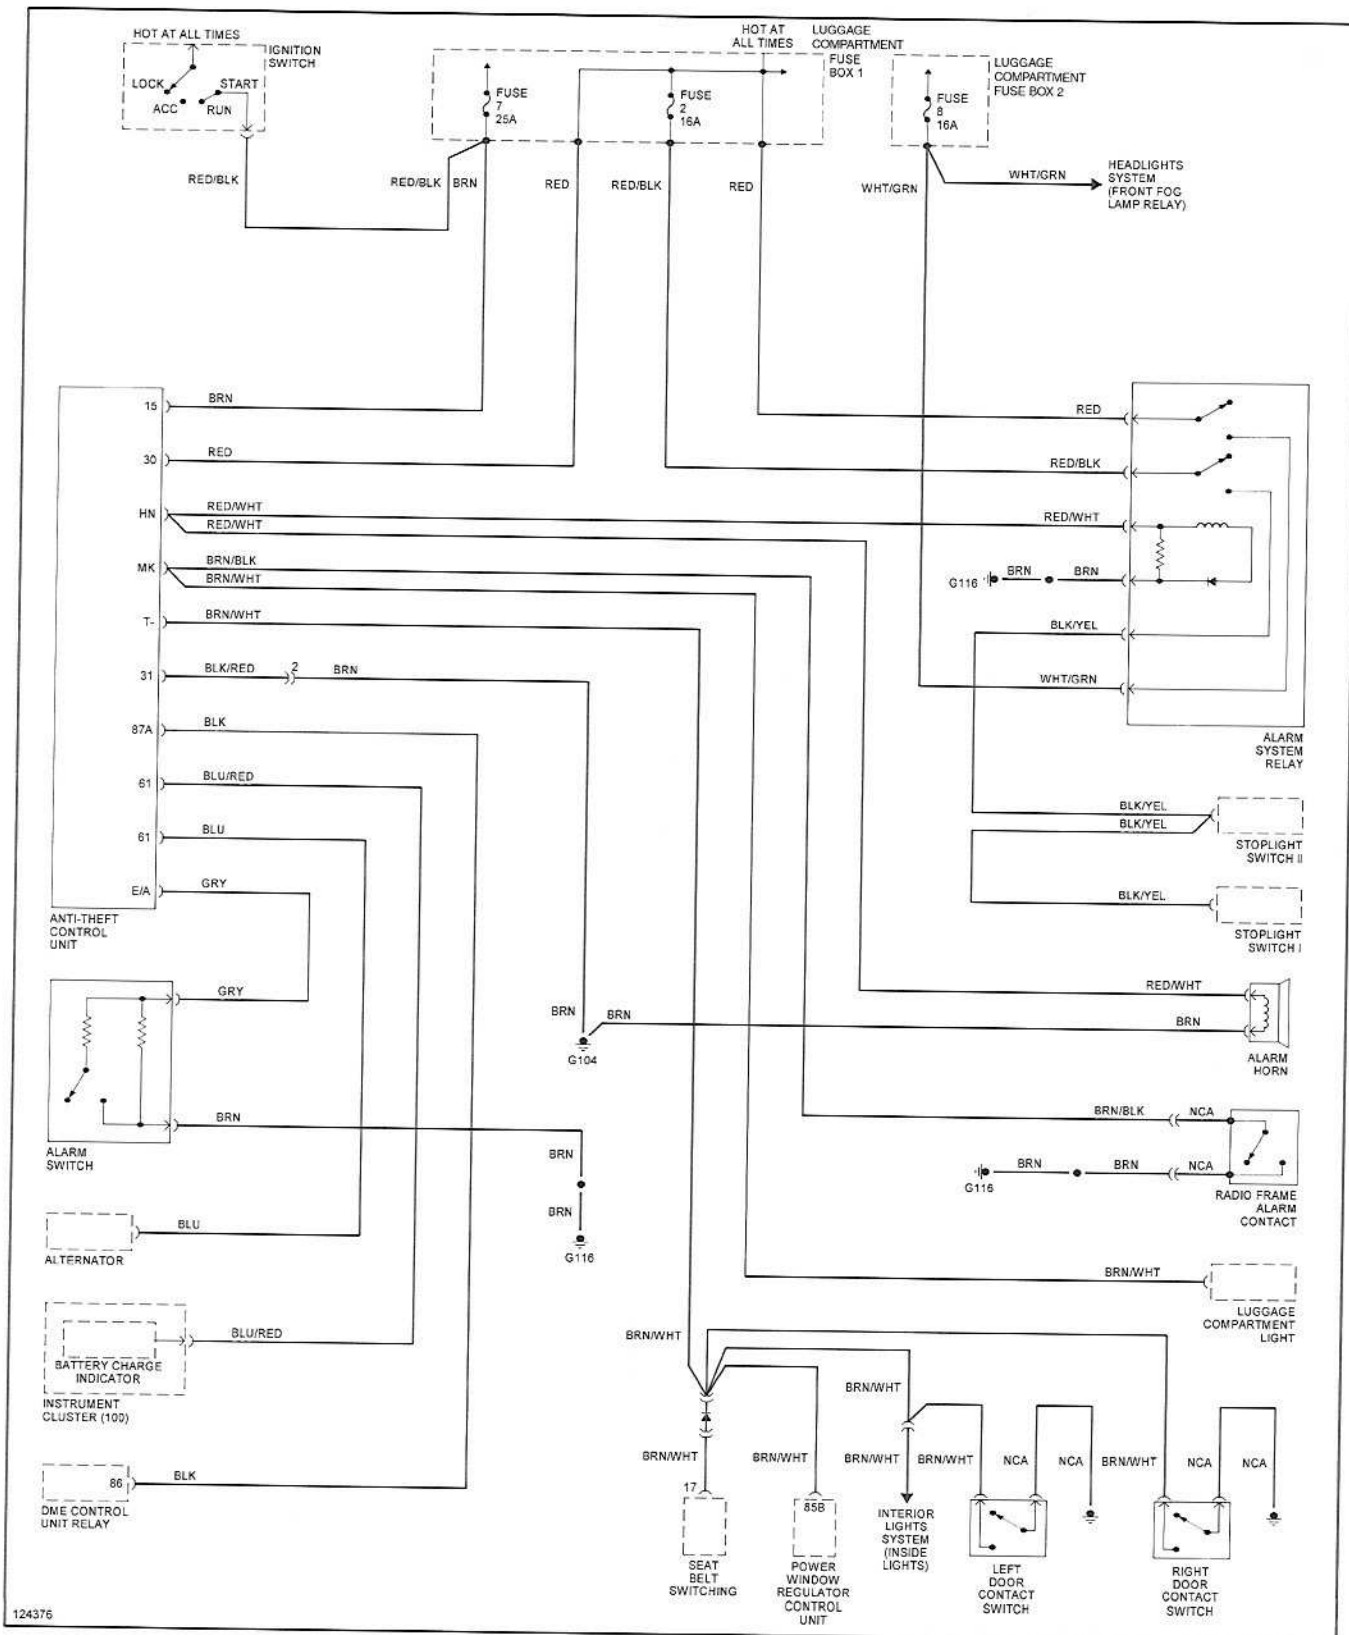 HOT AT ALL TIMES
IGNITION
SWITCH
LOCK
START
ACC
RUN
RED/BLK
HOT AT
ALL TIMES
LUGGAGE
COMPARTMENT
FUSE
BOX 1
FUSE
7
25A
FUSE
2
16A
LUGGAGE
COMPARTMENT
FUSE BOX 2
FUSE
8
16A
RED/BLK
BRN
RED
RED/BLK
RED
WHT/GRN
WHT/GRN
HEADLIGHTS
SYSTEM
(FRONT FOG
LAMP RELAY)
15
BRN
30
RED
HN
RED/WHT
RED/WHT
MK
BRN/BLK
BRN/WHT
T-
BRN/WHT
31
BLK/RED
2
BRN
87A
BLK
61
BLU/RED
61
BLU
E/A
GRY
ANTI-THEFT
CONTROL
UNIT
RED
RED/BLK
RED/WHT
G116
BRN
BRN
BLK/YEL
WHT/GRN
ALARM
SYSTEM
RELAY
BLK/YEL
BLK/YEL
STOPLIGHT
SWITCH II
BLK/YEL
STOPLIGHT
SWITCH I
GRY
BRN
ALARM
SWITCH
BRN
BRN
G104
RED/WHT
BRN
ALARM
HORN
BRN
BRN
G116
BRN/BLK
NCA
G116
BRN
BRN
NCA
RADIO FRAME
ALARM
CONTACT
BLU
ALTERNATOR
BRN/WHT
LUGGAGE
COMPARTMENT
LIGHT
BLU/RED
BATTERY CHARGE
INDICATOR
INSTRUMENT
CLUSTER (100)
86
BLK
DME CONTROL
UNIT RELAY
BRN/WHT
BRN/WHT
BRN/WHT
BRN/WHT
BRN/WHT
BRN/WHT
NCA
NCA
BRN/WHT
NCA
NCA
17
SEAT
BELT
SWITCHING
85B
POWER
WINDOW
REGULATOR
CONTROL
UNIT
INTERIOR
LIGHTS
SYSTEM
(INSIDE
LIGHTS)
LEFT
DOOR
CONTACT
SWITCH
RIGHT
DOOR
CONTACT
SWITCH
124376